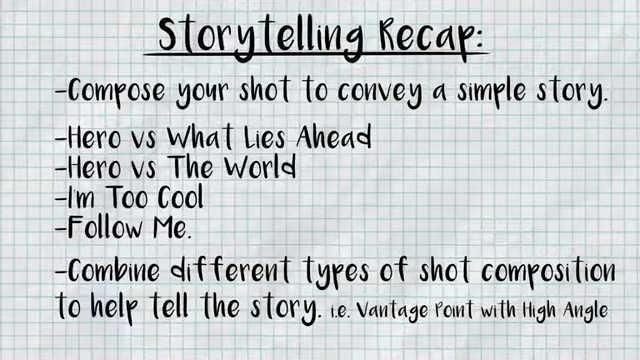 Storytelling Recap:
-Compose your shot to convey a simple story.
-Hero vs What Lies Ahead
-Hero vs The World
-I'm Too Cool
-Follow Me.
-Combine different types of shot composition
to help tell the story. i.e. Vantage Point with High Angle